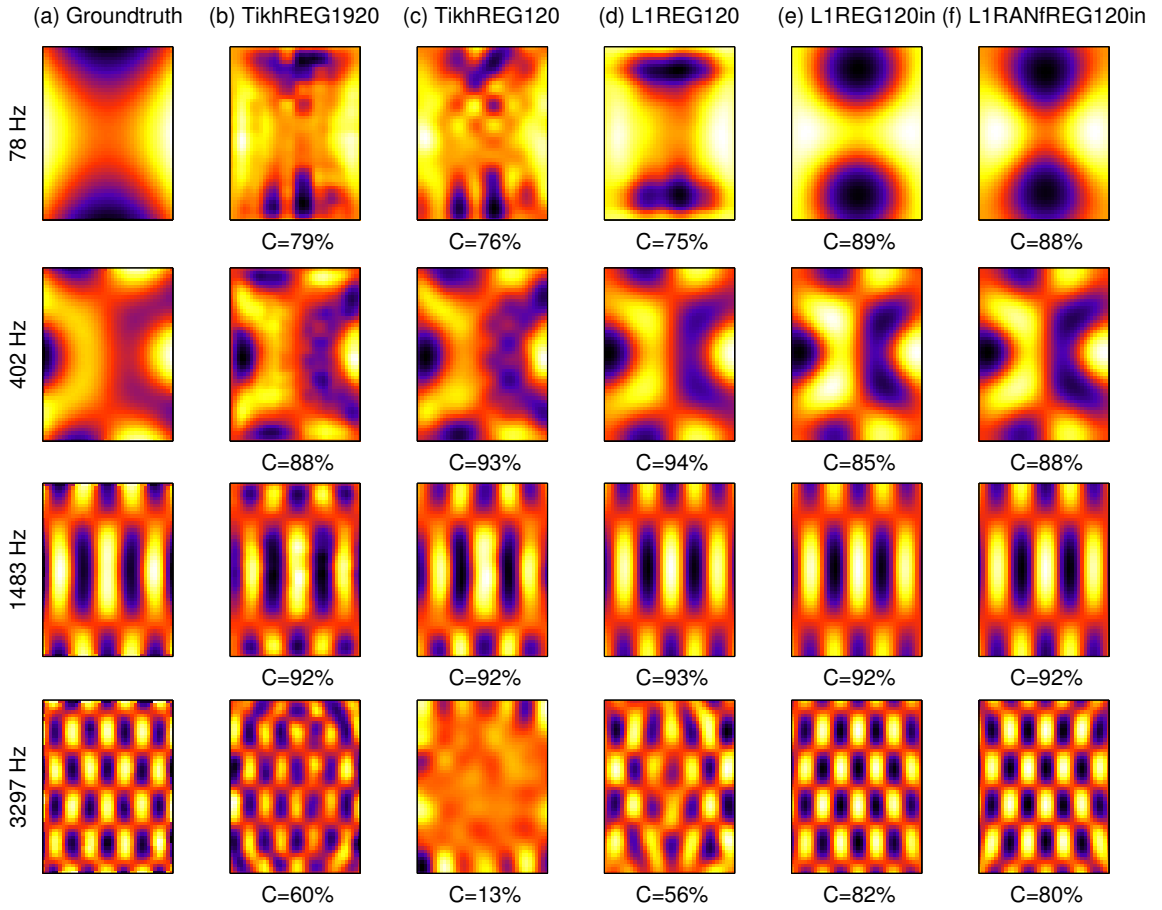 (a) Groundtruth (b) TikhREG1920 (c) TikhREG120 (d) L1REG120 (e) L1REG120in (f) L1RANfREG120in
78 Hz
C=79% C=76% C=75% C=89% C=88%
402 Hz
C=88% C=93% C=94% C=85% C=88%
1483 Hz
C=92% C=92% C=93% C=92% C=92%
3297 Hz
C=60% C=13% C=56% C=82% C=80%